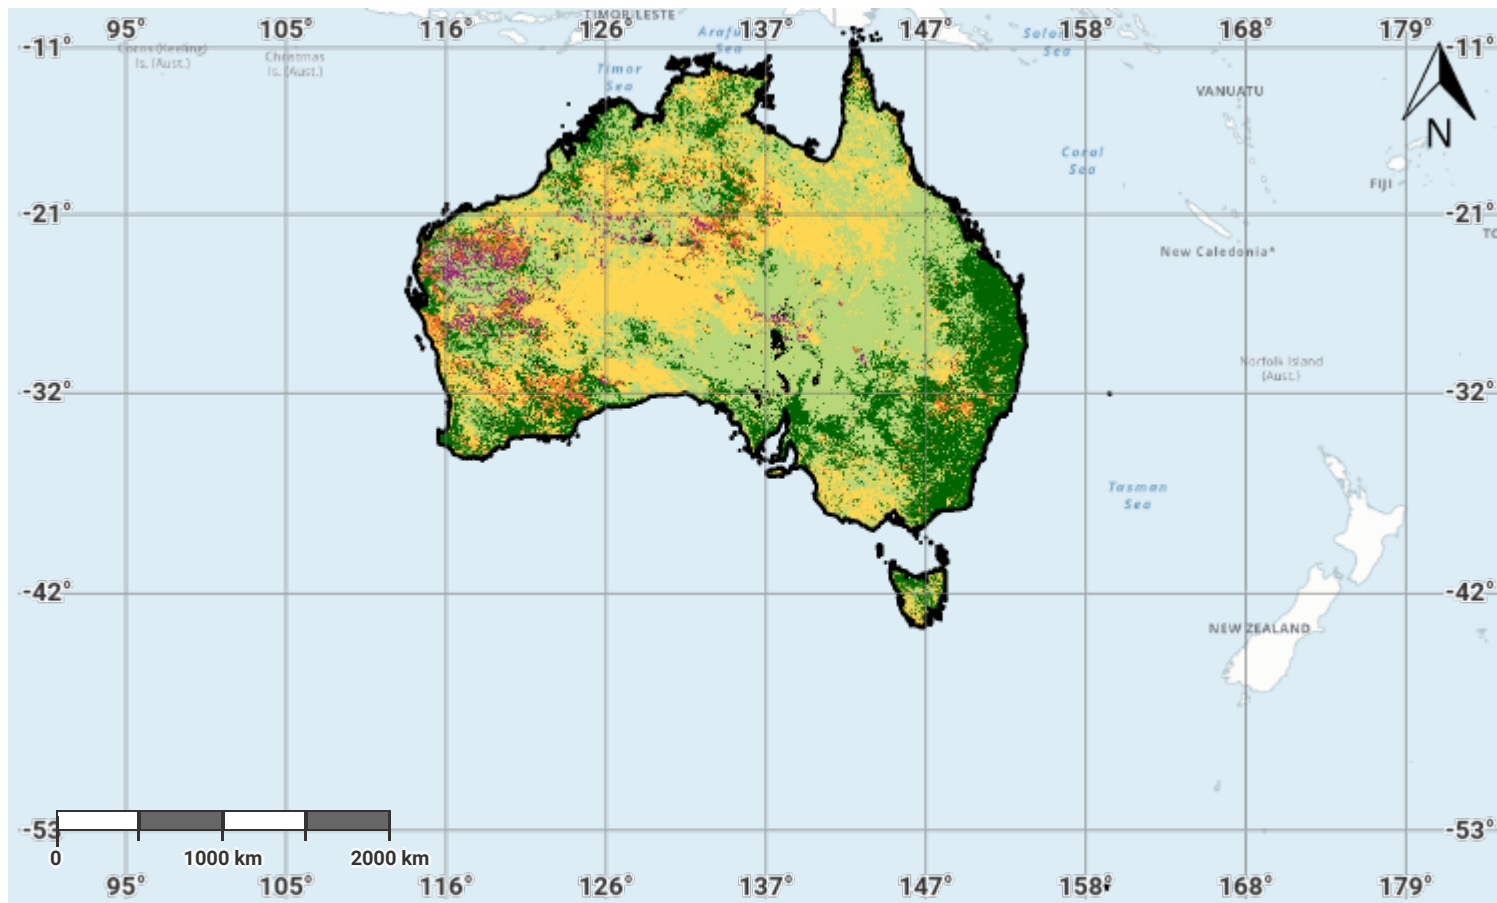 TIMOR-LESTE
95° 105° 116° 126° 137° 147° 158° 168° 179°
-11° -11°
Cocos (Keeling)
Is. (Aust.)
Christmas
Is. (Aust.)
Timor
Sea
Sea
Sea
VANUATU
N
Coral
Sea
FIJI
-21° -21°
New Caledonia*
Norfolk Island
(Aust.)
-32° -32°
Tasman
Sea
-42° -42°
NEW ZEALAND
-53 -53°
0 1000 km 2000 km
95° 105° 116° 126° 137° 147° 158° 168° 179°